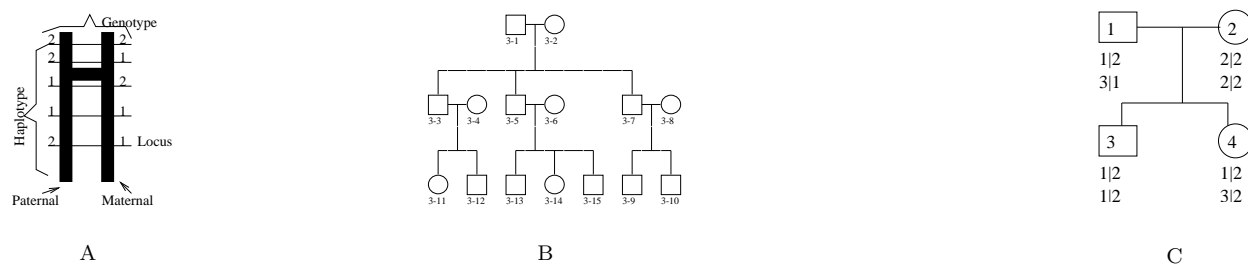 Genotype
2 2
2 1
1 2
1 1
2 1 Locus
Haplotype
Paternal Maternal
A
3-1 3-2
3-3 3-4 3-5 3-6 3-7 3-8
3-11 3-12 3-13 3-14 3-15 3-9 3-10
B
1 2
1|2 2|2
3|1 2|2
3 4
1|2 1|2
1|2 3|2
C